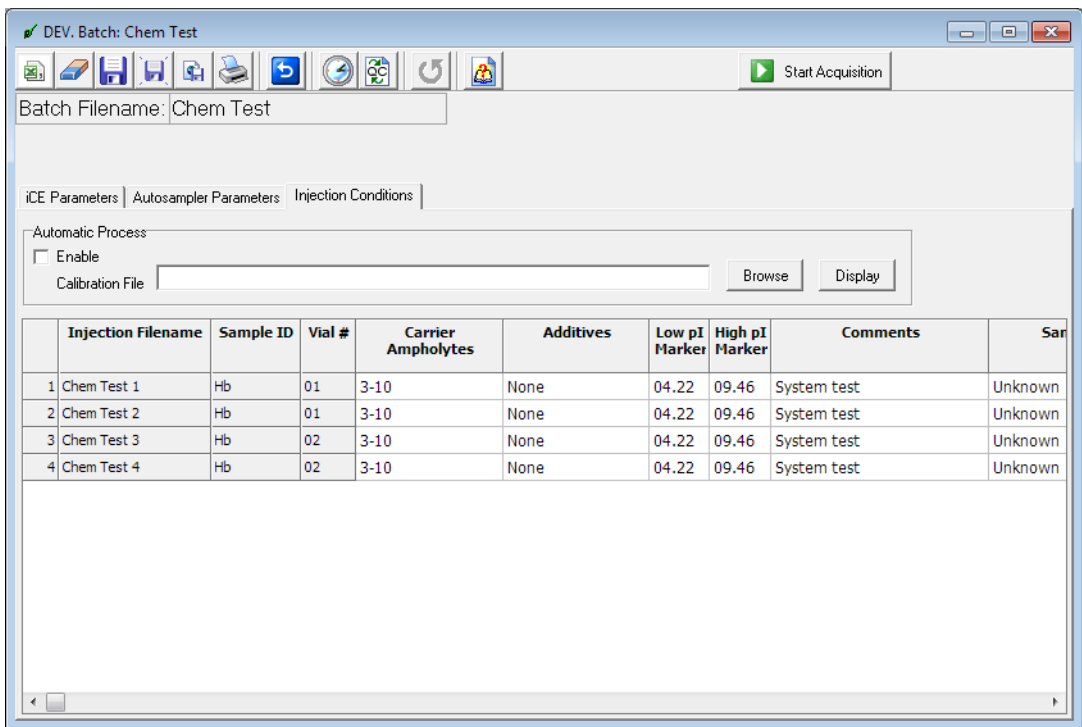 DEV. Batch: Chem Test
QC
Start Acquisition
Batch Filename: Chem Test
iCE Parameters Autosampler Parameters Injection Conditions
Automatic Process
Enable
Calibration File Browse Display
Injection Filename Sample ID Vial # Carrier Ampholytes Additives Low pI Marker High pI Marker Comments San
1 Chem Test 1 Hb 01 3-10 None 04.22 09.46 System test Unknown
2 Chem Test 2 Hb 01 3-10 None 04.22 09.46 System test Unknown
3 Chem Test 3 Hb 02 3-10 None 04.22 09.46 System test Unknown
4 Chem Test 4 Hb 02 3-10 None 04.22 09.46 System test Unknown